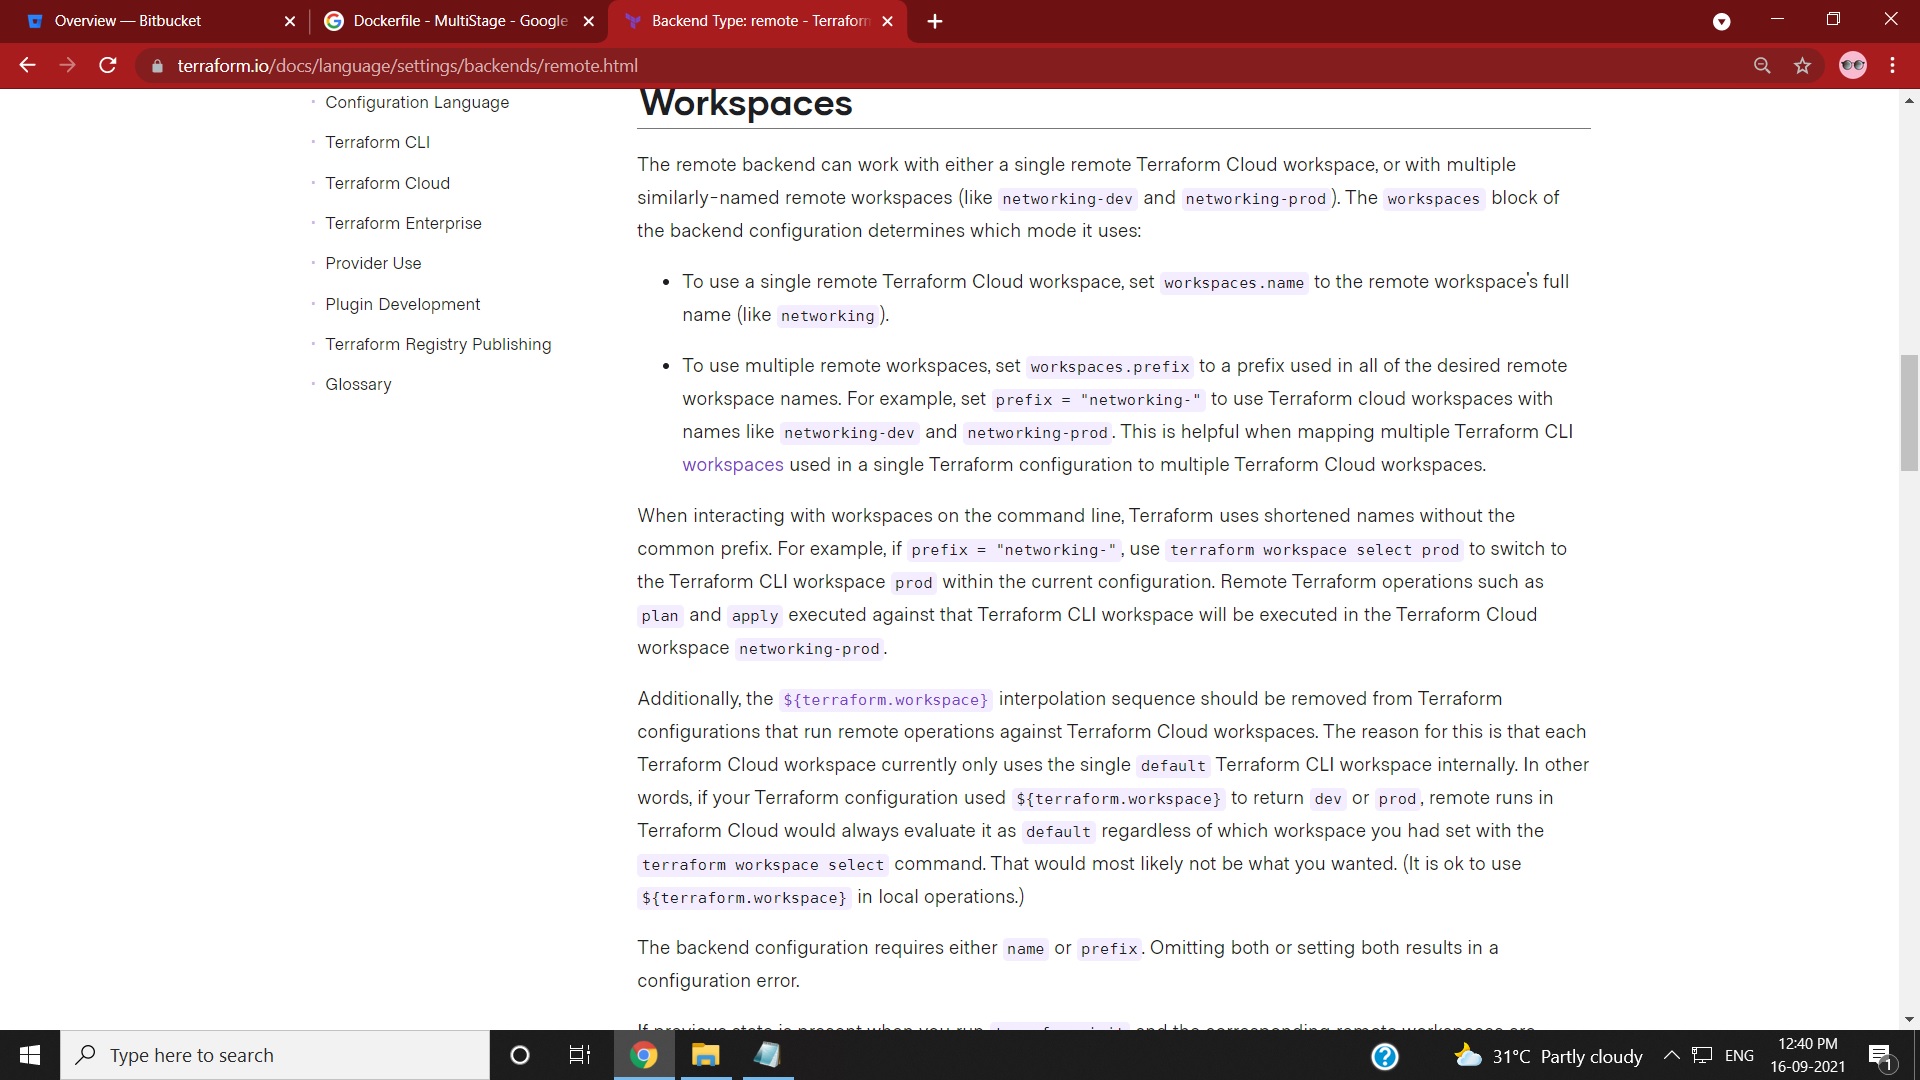 Overview — Bitbucket
Dockerfile - MultiStage - Google
Backend Type: remote - Terraform
terraform.io/docs/language/settings/backends/remote.html
Configuration Language
Terraform CLI
Terraform Cloud
Terraform Enterprise
Provider Use
Plugin Development
Terraform Registry Publishing
Glossary
Workspaces
The remote backend can work with either a single remote Terraform Cloud workspace, or with multiple
similarly-named remote workspaces (like networking-dev and networking-prod). The workspaces block of
the backend configuration determines which mode it uses:
• To use a single remote Terraform Cloud workspace, set workspaces.name to the remote workspace's full
name (like networking).
• To use multiple remote workspaces, set workspaces.prefix to a prefix used in all of the desired remote
workspace names. For example, set prefix = "networking-" to use Terraform cloud workspaces with
names like networking-dev and networking-prod. This is helpful when mapping multiple Terraform CLI
workspaces used in a single Terraform configuration to multiple Terraform Cloud workspaces.
When interacting with workspaces on the command line, Terraform uses shortened names without the
common prefix. For example, if prefix = "networking-", use terraform workspace select prod to switch to
the Terraform CLI workspace prod within the current configuration. Remote Terraform operations such as
plan and apply executed against that Terraform CLI workspace will be executed in the Terraform Cloud
workspace networking-prod.
Additionally, the ${terraform.workspace} interpolation sequence should be removed from Terraform
configurations that run remote operations against Terraform Cloud workspaces. The reason for this is that each
Terraform Cloud workspace currently only uses the single default Terraform CLI workspace internally. In other
words, if your Terraform configuration used ${terraform.workspace} to return dev or prod, remote runs in
Terraform Cloud would always evaluate it as default regardless of which workspace you had set with the
terraform workspace select command. That would most likely not be what you wanted. (It is ok to use
${terraform.workspace} in local operations.)
The backend configuration requires either name or prefix. Omitting both or setting both results in a
configuration error.
If previous state is present when you run terraform init and the corresponding remote workspaces are
Type here to search
31°C Partly cloudy
ENG
12:40 PM
16-09-2021
1